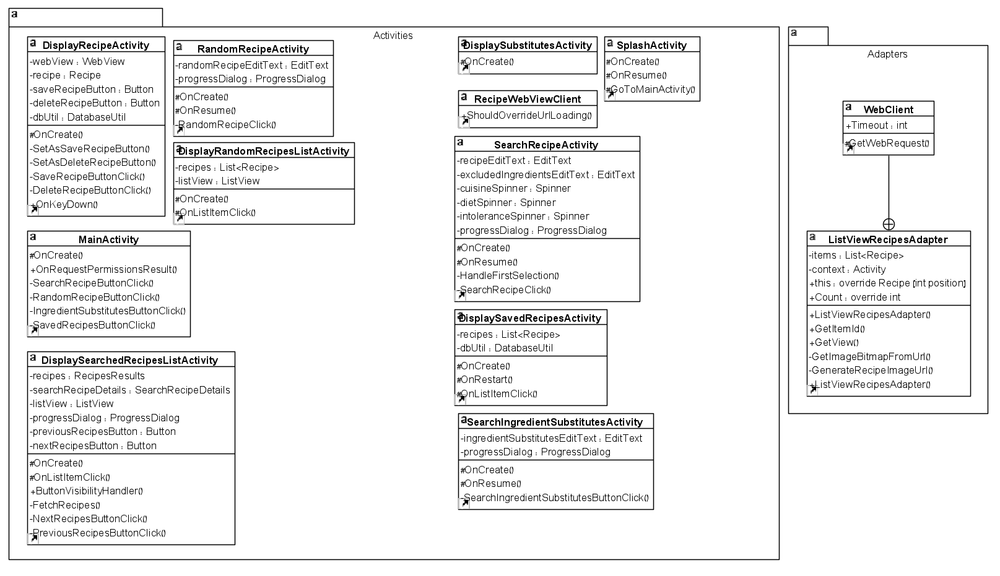 a
Activities
a
DisplayRecipeActivity
-webView : WebView
-recipe : Recipe
-saveRecipeButton : Button
-deleteRecipeButton : Button
-dbUtil : DatabaseUtil
#OnCreate()
-SetAsSaveRecipeButton()
-SetAsDeleteRecipeButton()
-SaveRecipeButtonClick()
-DeleteRecipeButtonClick()
+OnKeyDown()
a
RandomRecipeActivity
-randomRecipeEditText : EditText
-progressDialog : ProgressDialog
#OnCreate()
#OnResume()
-RandomRecipeClick()
a
DisplayRandomRecipesListActivity
-recipes : List<Recipe>
-listView : ListView
#OnCreate()
#OnListItemClick()
a
MainActivity
#OnCreate()
+OnRequestPermissionsResult()
-SearchRecipeButtonClick()
-RandomRecipeButtonClick()
-IngredientSubstitutesButtonClick()
-SavedRecipesButtonClick()
a
DisplaySearchedRecipesListActivity
-recipes : RecipesResults
-searchRecipeDetails : SearchRecipeDetails
-listView : ListView
-progressDialog : ProgressDialog
-previousRecipesButton : Button
-nextRecipesButton : Button
#OnCreate()
#OnListItemClick()
+ButtonVisibilityHandler()
-FetchRecipes()
-NextRecipesButtonClick()
-PreviousRecipesButtonClick()
a
DisplaySubstitutesActivity
#OnCreate()
a
SplashActivity
#OnCreate()
#OnResume()
#GoToMainActivity()
a
RecipeWebViewClient
+ShouldOverrideUrlLoading()
a
SearchRecipeActivity
-recipeEditText : EditText
-excludedIngredientsEditText : EditText
-cuisineSpinner : Spinner
-dietSpinner : Spinner
-intoleranceSpinner : Spinner
-progressDialog : ProgressDialog
#OnCreate()
#OnResume()
-HandleFirstSelection()
-SearchRecipeClick()
a
DisplaySavedRecipesActivity
-recipes : List<Recipe>
-dbUtil : DatabaseUtil
#OnCreate()
#OnRestart()
#OnListItemClick()
a
SearchIngredientSubstitutesActivity
-ingredientSubstitutesEditText : EditText
-progressDialog : ProgressDialog
#OnCreate()
#OnResume()
-SearchIngredientSubstitutesButtonClick()
a
Adapters
a
WebClient
+Timeout : int
#GetWebRequest()
a
ListViewRecipesAdapter
-items : List<Recipe>
-context : Activity
+this : override Recipe [int position]
+Count : override int
+ListViewRecipesAdapter()
+GetItemId()
+GetView()
-GetImageBitmapFromUrl()
-GenerateRecipeImageUrl()
+ListViewRecipesAdapter()